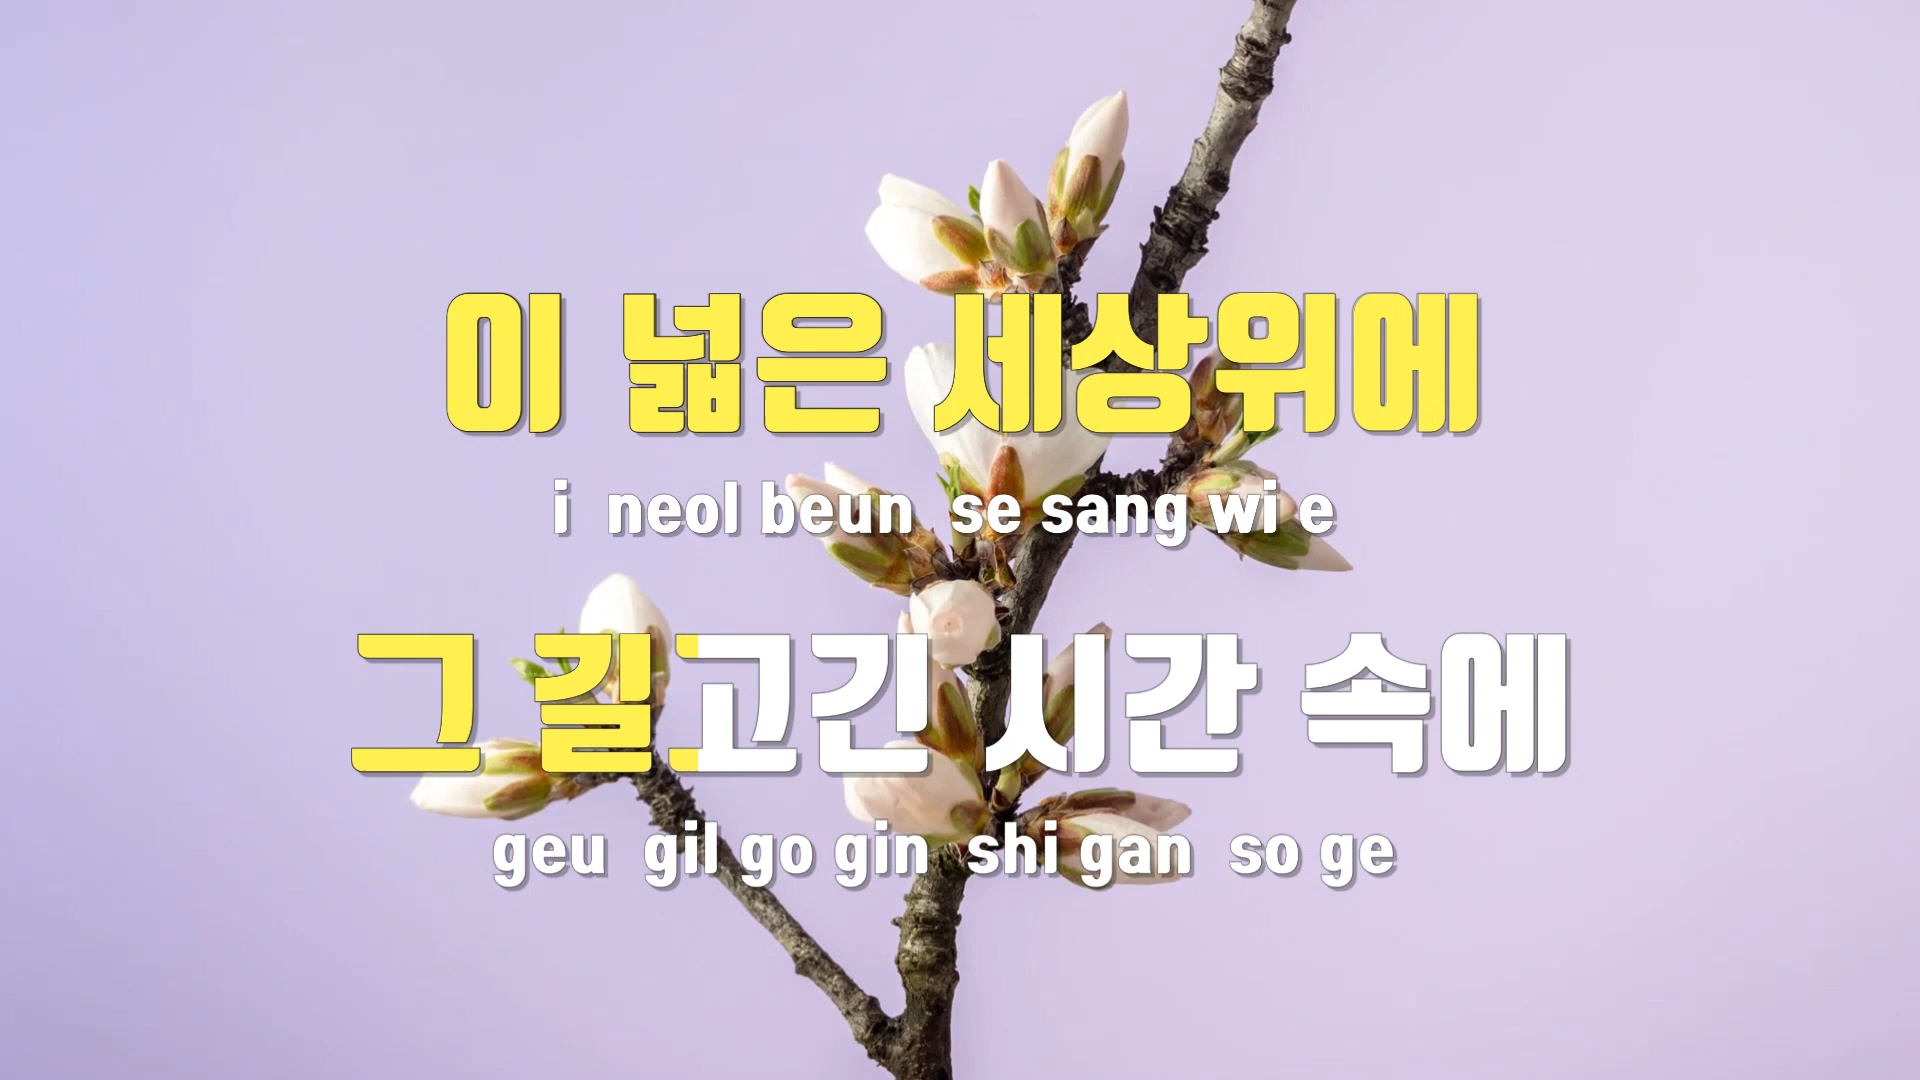 이 넓은 세상위에
i neol beun se sang wi e
그 길고긴 시간 속에
geu gil go gin shi gan so ge